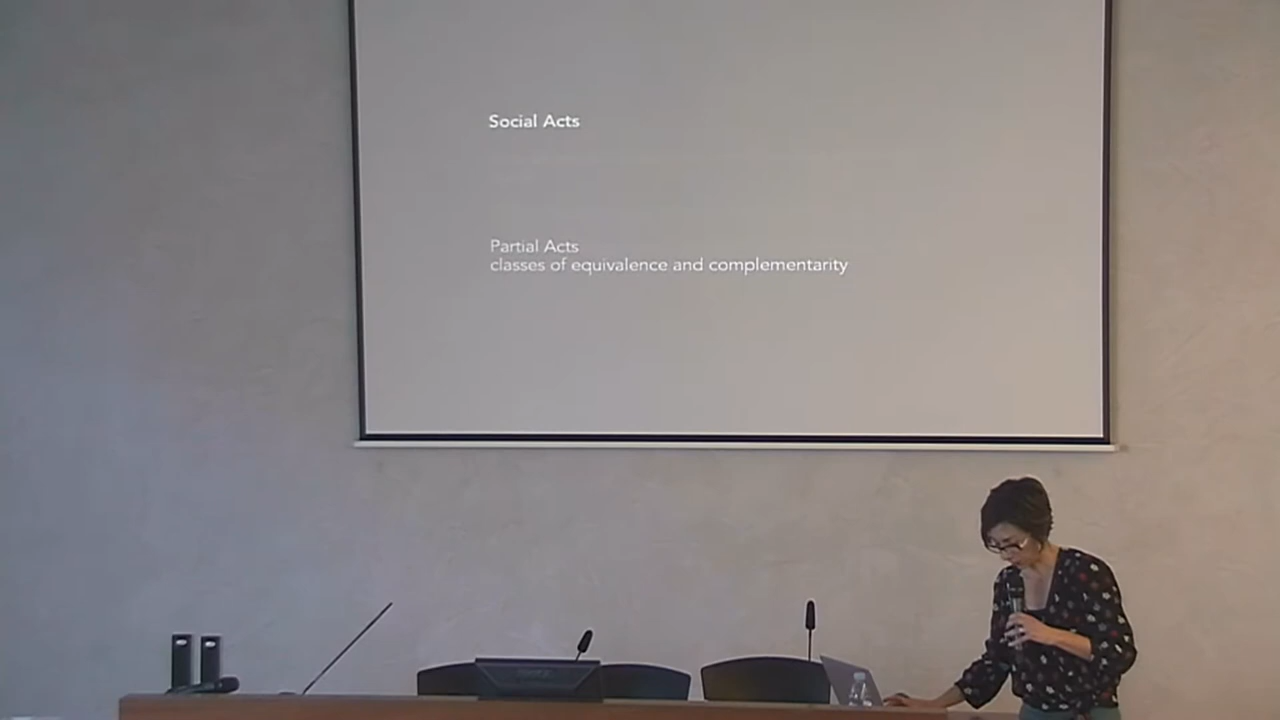 Social Acts
Partial Acts
classes of equivalence and complementarity